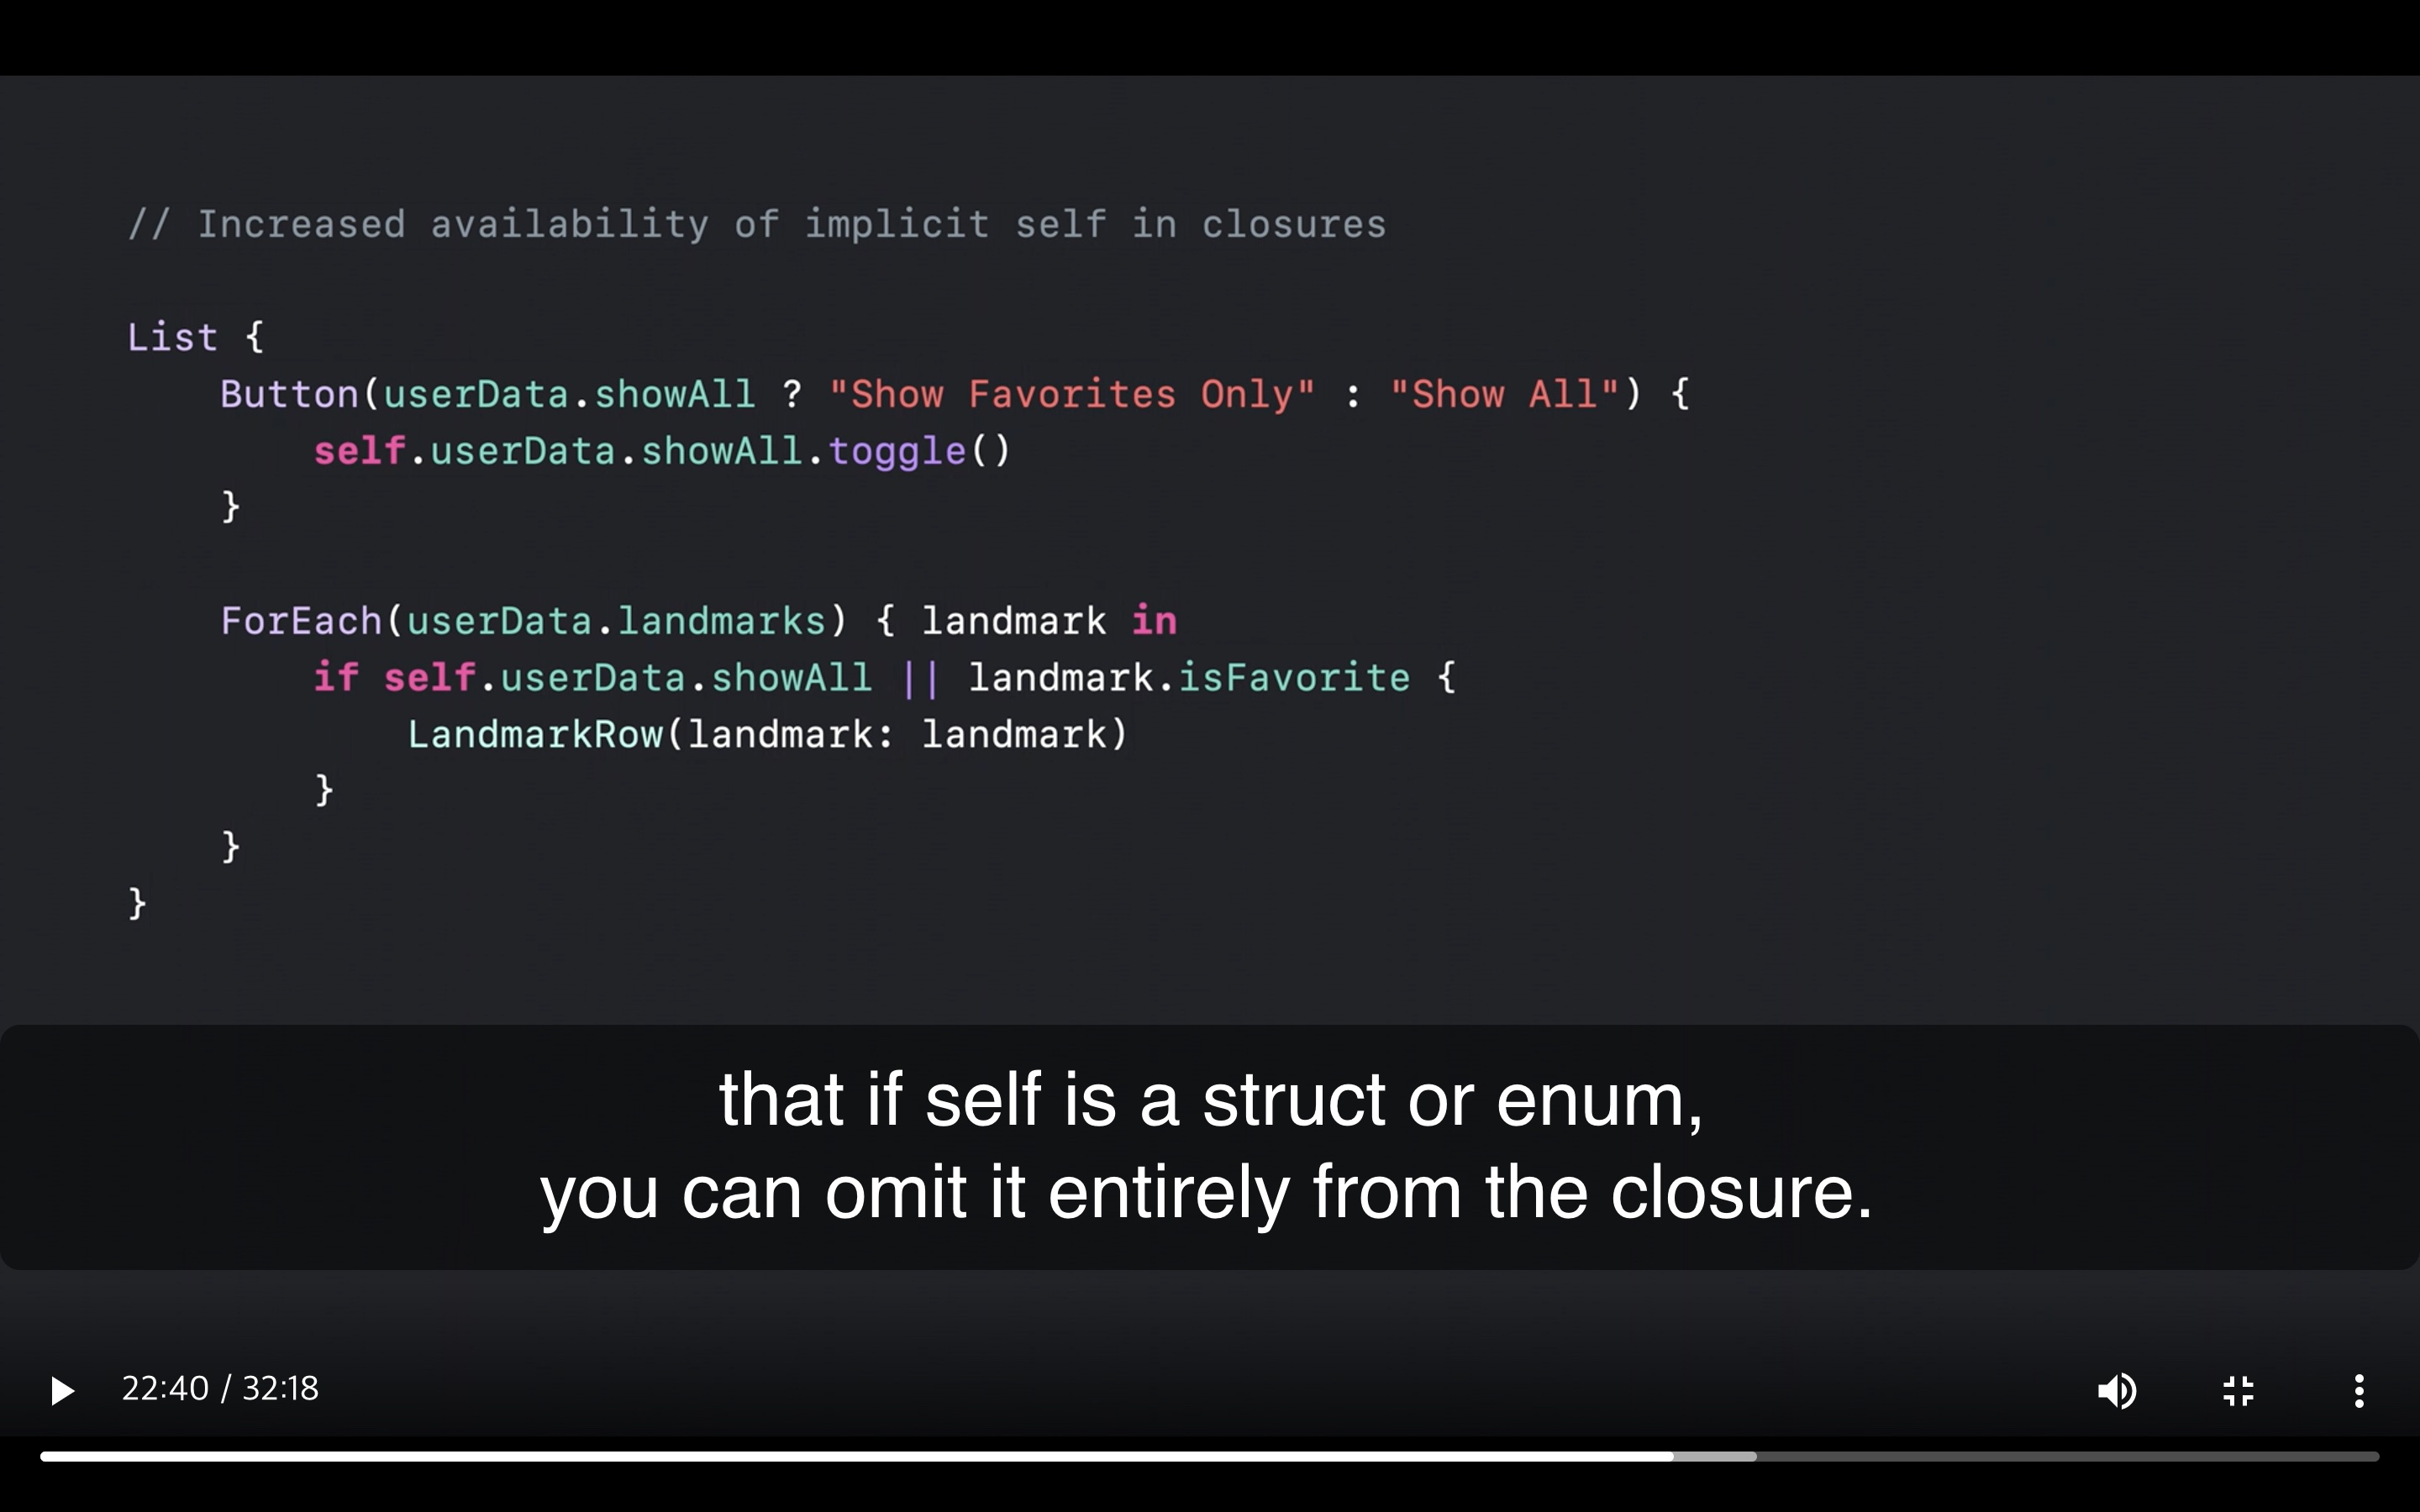 // Increased availability of implicit self in closures
List {
    Button(userData.showAll ? "Show Favorites Only" : "Show All") {
        self.userData.showAll.toggle()
    }
    ForEach(userData.landmarks) { landmark in
        if self.userData.showAll || landmark.isFavorite {
            LandmarkRow(landmark: landmark)
        }
    }
}
that if self is a struct or enum,
you can omit it entirely from the closure.
22:40 / 32:18